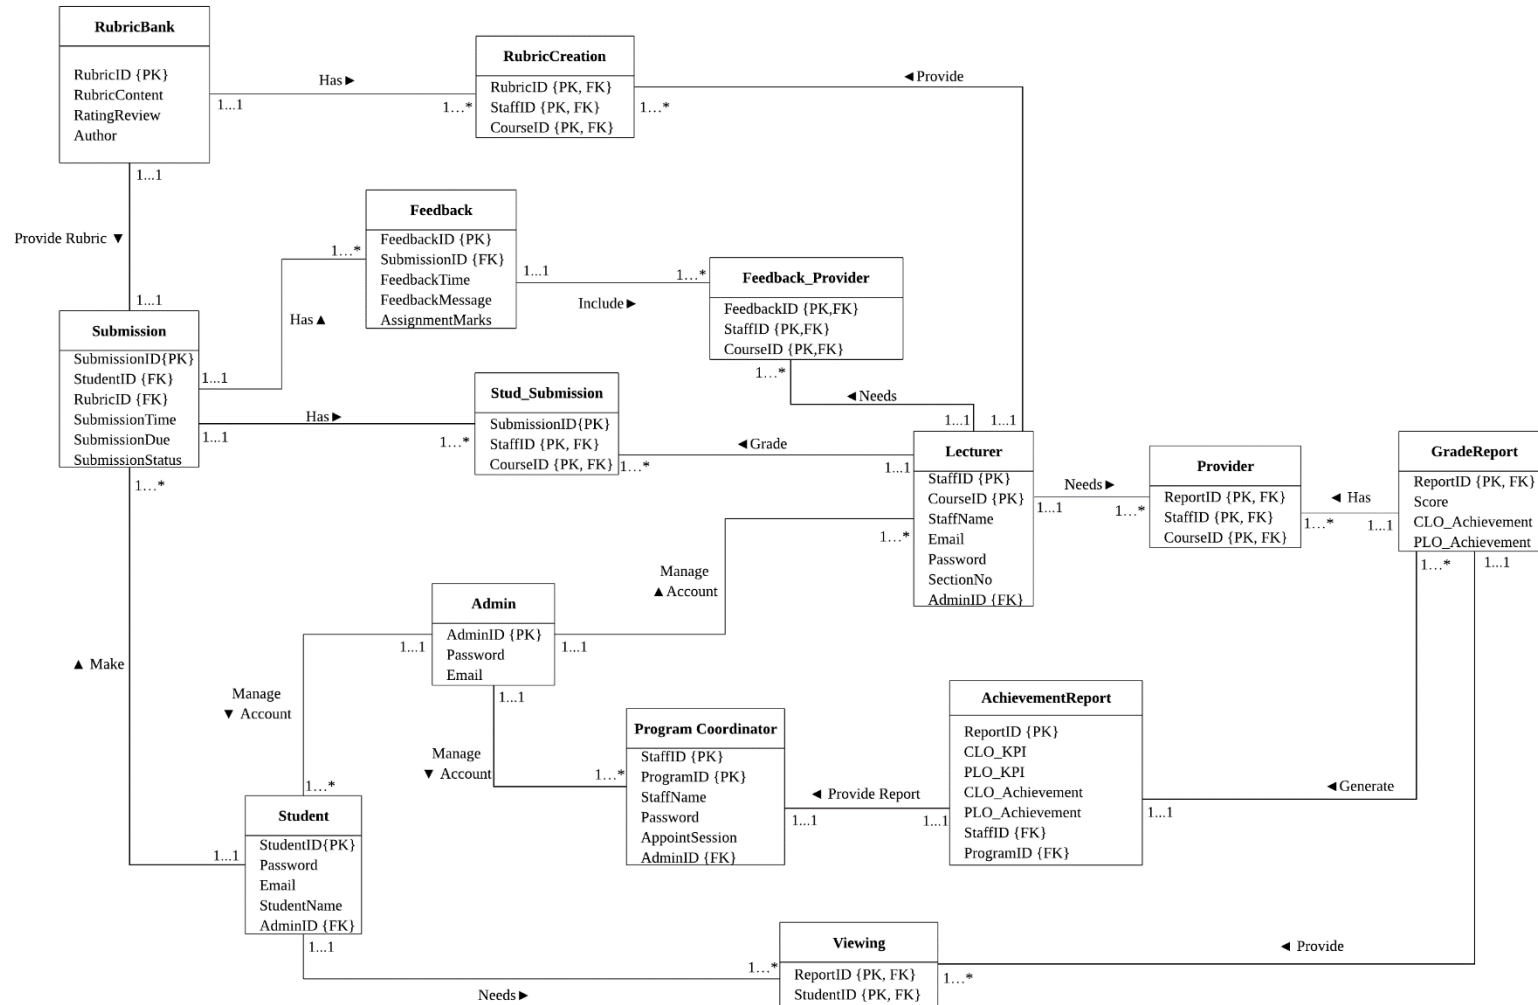 RubricBank
RubricID {PK}
RubricContent
RatingReview
Author
1...1
Has ►
1…*
RubricCreation
RubricID {PK, FK}
StaffID {PK, FK}
CourseID {PK, FK}
◄ Provide
1…*
1...1
Provide Rubric ▼
1...1
Feedback
FeedbackID {PK}
SubmissionID {FK}
FeedbackTime
FeedbackMessage
AssignmentMarks
1…*
Has ▲
1...1
1...1
Include ►
1…*
Feedback_Provider
FeedbackID {PK,FK}
StaffID {PK,FK}
CourseID {PK,FK}
1…*
◄ Needs
1...1
1...1
Submission
SubmissionID{PK}
StudentID {FK}
RubricID {FK}
SubmissionTime
SubmissionDue
SubmissionStatus
Has ►
1...1
1…*
Stud_Submission
SubmissionID{PK}
StaffID {PK, FK}
CourseID {PK, FK}
◄ Grade
1…*
1...1
Lecturer
StaffID {PK}
CourseID {PK}
StaffName
Email
Password
SectionNo
AdminID {FK}
Needs ►
1...1
1…*
Provider
ReportID {PK, FK}
StaffID {PK, FK}
CourseID {PK, FK}
◄ Has
1…*
1...1
GradeReport
ReportID {PK, FK}
Score
CLO_Achievement
PLO_Achievement
1…*
1...1
1…*
▲ Make
1…*
Manage
▲ Account
Admin
AdminID {PK}
Password
Email
1...1
1...1
1...1
Manage
▼ Account
Manage
▼ Account
1…*
1…*
Program Coordinator
StaffID {PK}
ProgramID {PK}
StaffName
Password
AppointSession
AdminID {FK}
◄ Provide Report
1...1
1...1
AchievementReport
ReportID {PK}
CLO_KPI
PLO_KPI
CLO_Achievement
PLO_Achievement
StaffID {FK}
ProgramID {FK}
◄ Generate
1...1
Student
StudentID{PK}
Password
Email
StudentName
AdminID {FK}
1...1
1...1
Needs ►
1…*
Viewing
ReportID {PK, FK}
StudentID {PK, FK}
1…*
◄ Provide